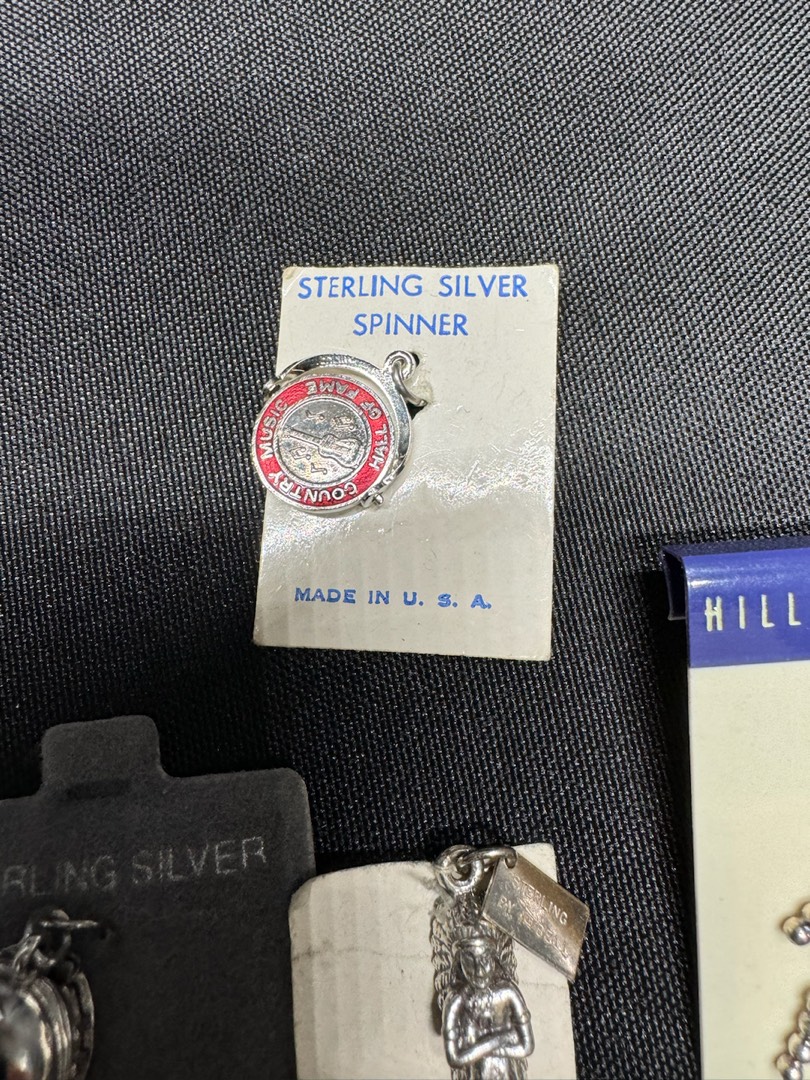 STERLING SILVER
SPINNER
COUNTRY MUSIC HALL OF FAME
MADE IN U. S. A.
HILL
RLING SILVER
STERLING